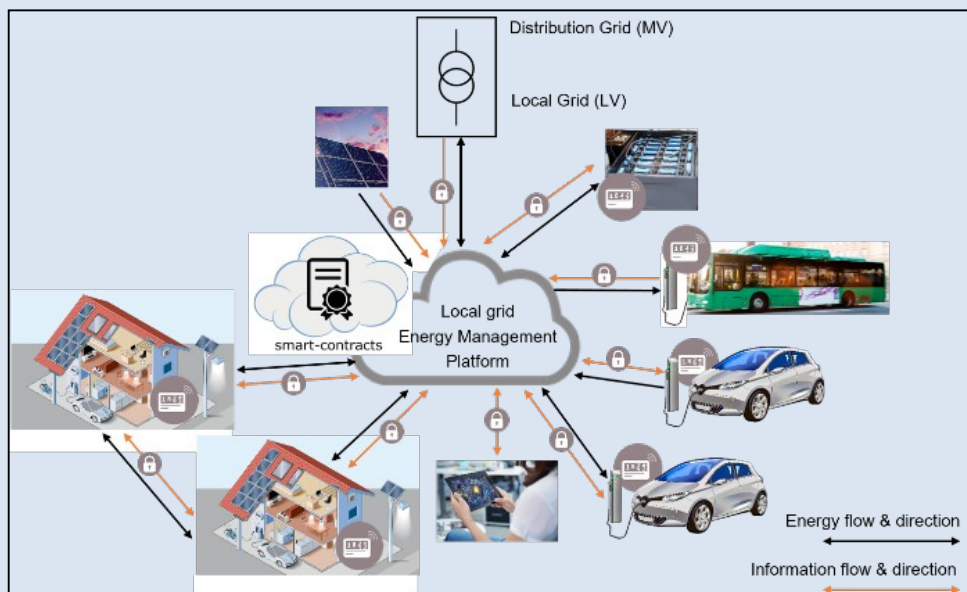 Distribution Grid (MV)
Local Grid (LV)
smart-contracts
Local grid
Energy Management
Platform
Energy flow & direction
Information flow & direction